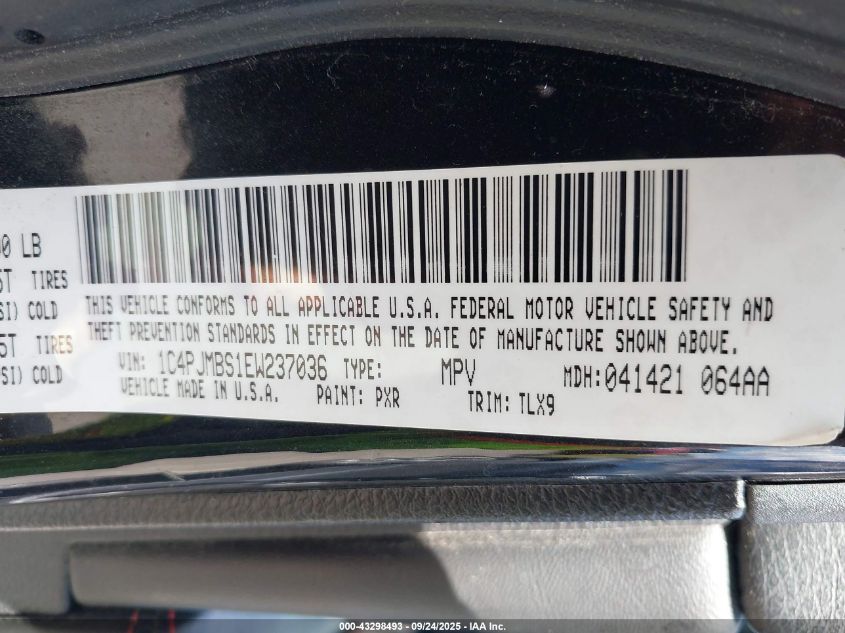 0 LB
5T TIRES
SI) COLD
5T TIRES
SI) COLD
THIS VEHICLE CONFORMS TO ALL APPLICABLE U.S.A. FEDERAL MOTOR VEHICLE SAFETY AND
THEFT PREVENTION STANDARDS IN EFFECT ON THE DATE OF MANUFACTURE SHOWN ABOVE.
VIN: 1C4PJMBS1EW237036 TYPE: MPV MDH:041421 064AA
VEHICLE MADE IN U.S.A. PAINT: PXR TRIM: TLX9
000-43298493 - 09/24/2025 - IAA Inc.